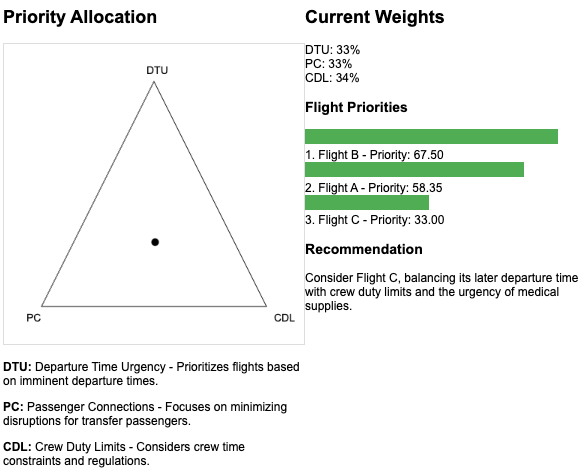 Priority Allocation
DTU
PC
CDL
DTU: Departure Time Urgency - Prioritizes flights based
on imminent departure times.
PC: Passenger Connections - Focuses on minimizing
disruptions for transfer passengers.
CDL: Crew Duty Limits - Considers crew time
constraints and regulations.
Current Weights
DTU: 33%
PC: 33%
CDL: 34%
Flight Priorities
1. Flight B - Priority: 67.50
2. Flight A - Priority: 58.35
3. Flight C - Priority: 33.00
Recommendation
Consider Flight C, balancing its later departure time
with crew duty limits and the urgency of medical
supplies.